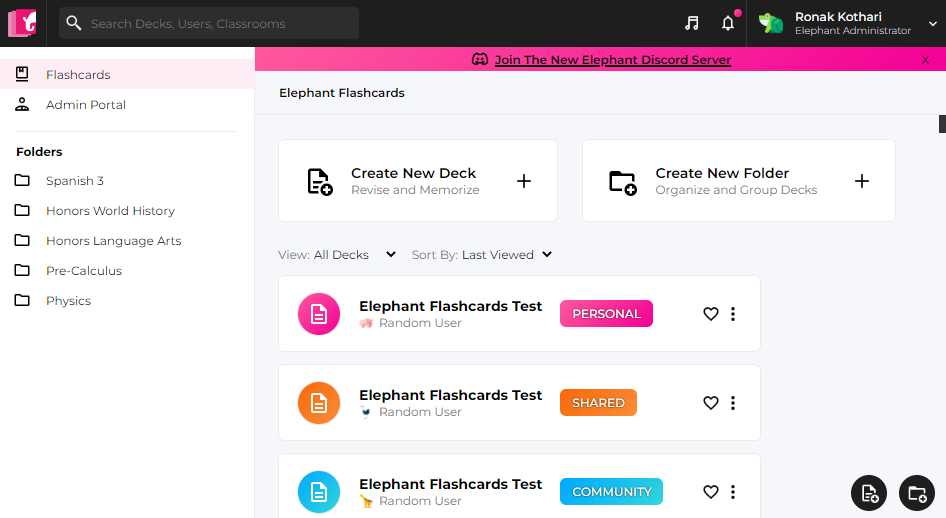 Search Decks, Users, Classrooms
Ronak Kothari
Elephant Administrator
Join The New Elephant Discord Server
X
Flashcards
Admin Portal
Folders
Spanish 3
Honors World History
Honors Language Arts
Pre-Calculus
Physics
Elephant Flashcards
Create New Deck
Revise and Memorize
Create New Folder
Organize and Group Decks
View: All Decks
Sort By: Last Viewed
Elephant Flashcards Test
Random User
PERSONAL
Elephant Flashcards Test
Random User
SHARED
Elephant Flashcards Test
Random User
COMMUNITY